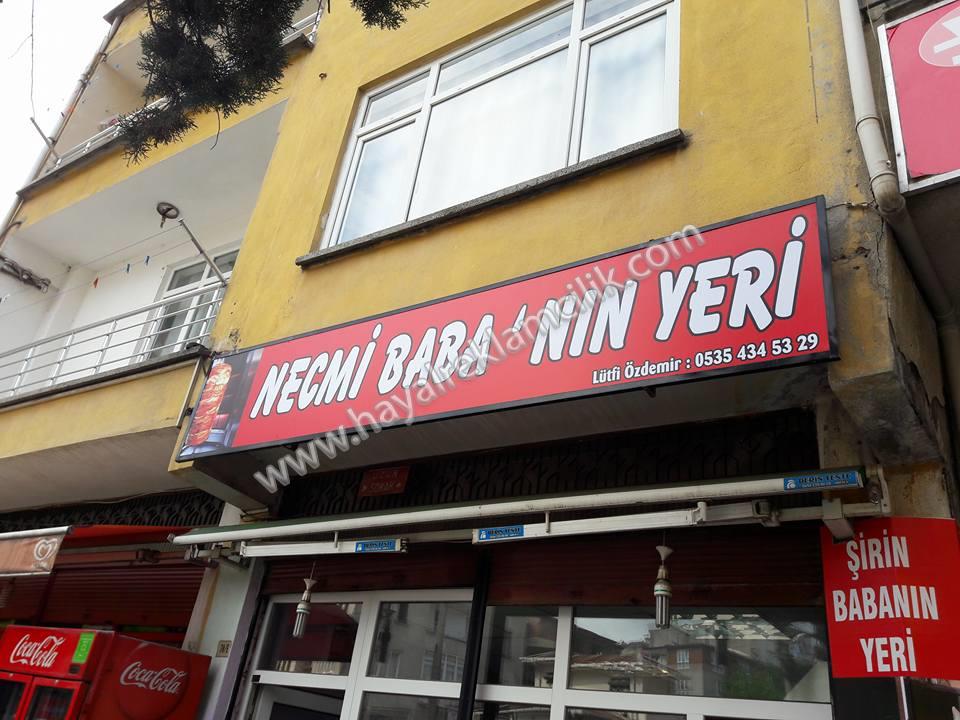 NECMİ BABA 'NIN YERİ
Lütfi Özdemir : 0535 434 53 29
www.hayalreklamcilik.com
ŞİRİN
BABANIN
YERİ
Coca-Cola
Coca-Cola